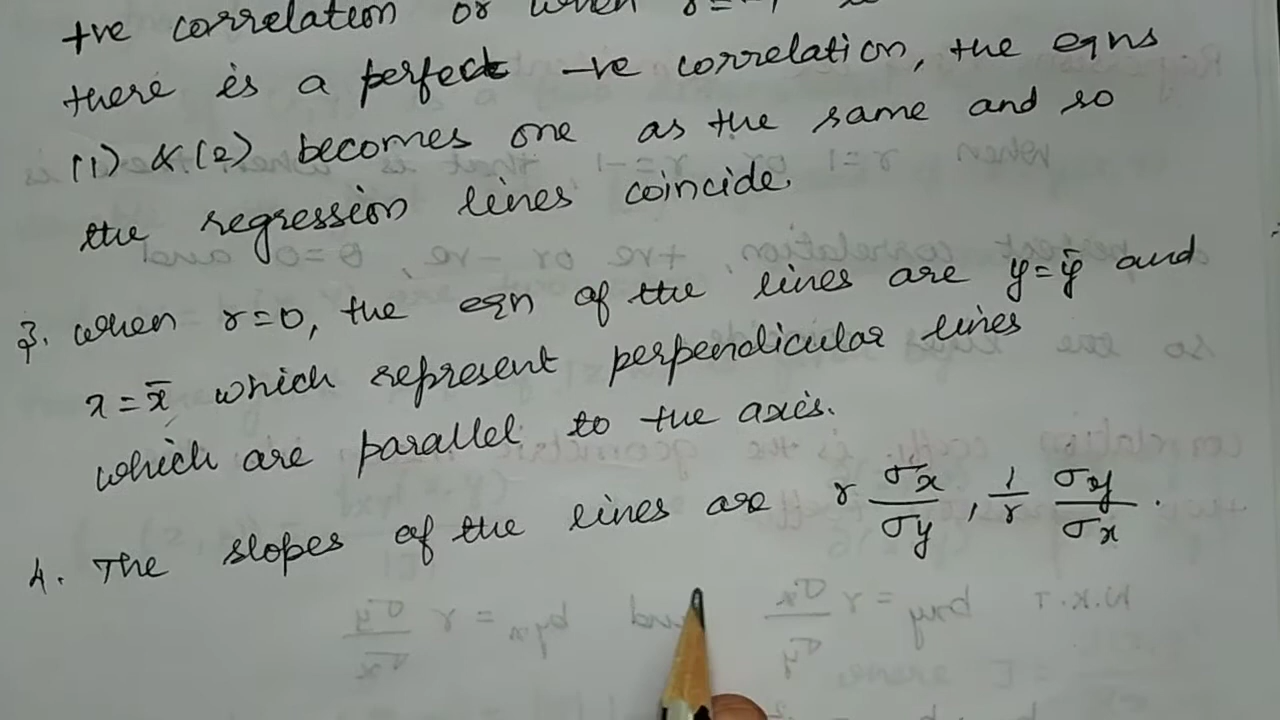 +ve correlation or when
there is a perfect -ve correlation, the eqns
(1) & (2) becomes one as the same and so
the regression lines coincide.
3. when r=0, the eqn of the lines are y=ȳ and
x=x̄ which represent perpendicular lines
which are parallel to the axis.
4. The slopes of the lines are r σx/σy, 1/r σy/σx.